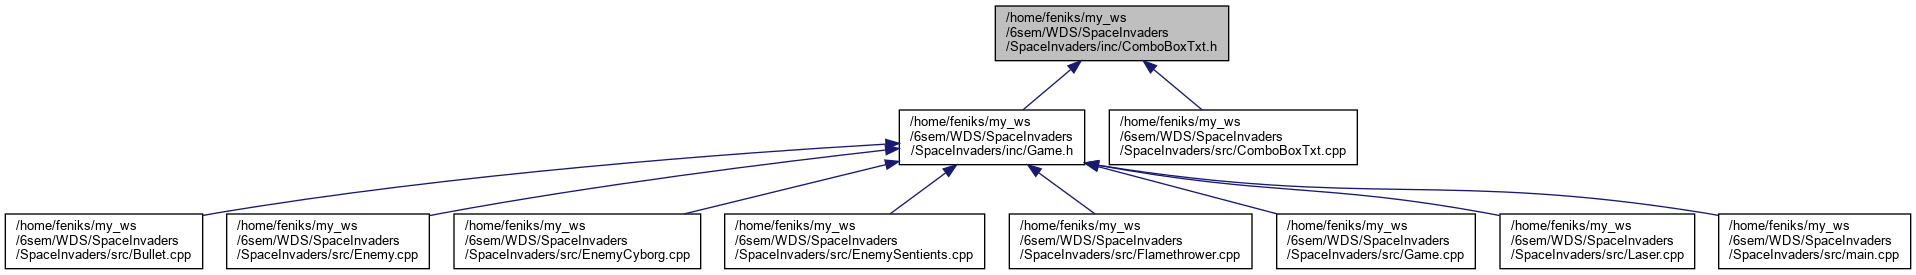 /home/feniks/my_ws
/6sem/WDS/SpaceInvaders
/SpaceInvaders/inc/ComboBoxTxt.h
/home/feniks/my_ws
/6sem/WDS/SpaceInvaders
/SpaceInvaders/inc/Game.h
/home/feniks/my_ws
/6sem/WDS/SpaceInvaders
/SpaceInvaders/src/ComboBoxTxt.cpp
/home/feniks/my_ws
/6sem/WDS/SpaceInvaders
/SpaceInvaders/src/Bullet.cpp
/home/feniks/my_ws
/6sem/WDS/SpaceInvaders
/SpaceInvaders/src/Enemy.cpp
/home/feniks/my_ws
/6sem/WDS/SpaceInvaders
/SpaceInvaders/src/EnemyCyborg.cpp
/home/feniks/my_ws
/6sem/WDS/SpaceInvaders
/SpaceInvaders/src/EnemySentients.cpp
/home/feniks/my_ws
/6sem/WDS/SpaceInvaders
/SpaceInvaders/src/Flamethrower.cpp
/home/feniks/my_ws
/6sem/WDS/SpaceInvaders
/SpaceInvaders/src/Game.cpp
/home/feniks/my_ws
/6sem/WDS/SpaceInvaders
/SpaceInvaders/src/Laser.cpp
/home/feniks/my_ws
/6sem/WDS/SpaceInvaders
/SpaceInvaders/src/main.cpp